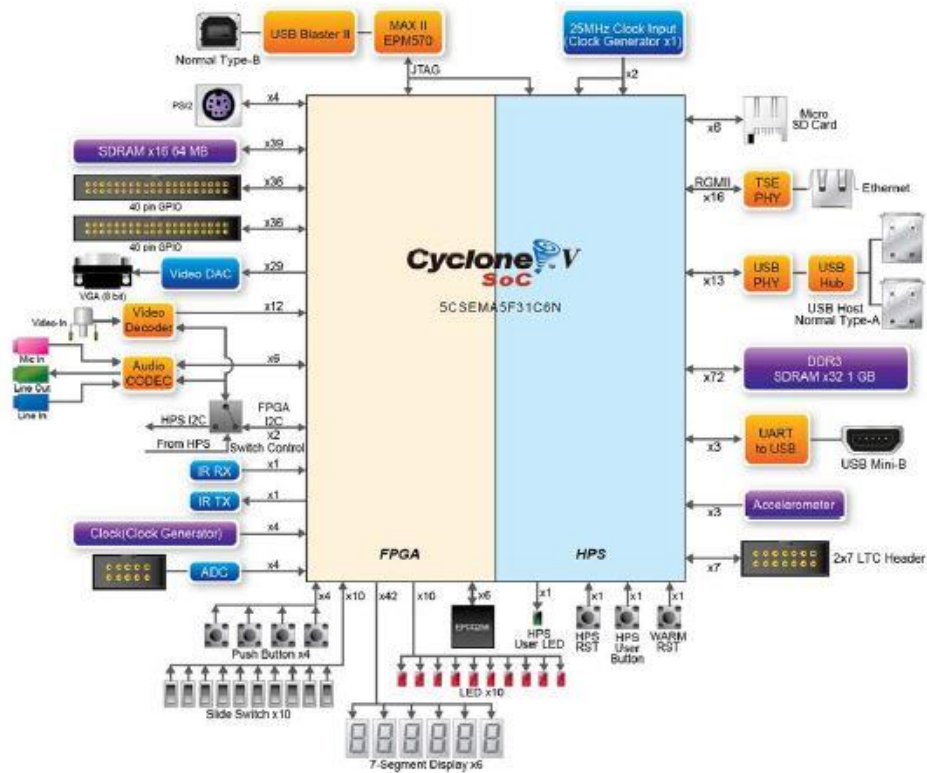 Normal Type-B
USB Blaster II
MAX II
EPM570
JTAG
25MHz Clock Input
(Clock Generator x1)
x2
PS/2
x4
SDRAM x16 64 MB
x39
40 pin GPIO
x36
40 pin GPIO
x36
VGA (8 bit)
Video DAC
x29
Video-In
Video
Decoder
x12
Mic In
Line Out
Line In
Audio
CODEC
x6
HPS I2C
From HPS
FPGA
I2C
x2
Switch Control
IR RX
x1
IR TX
x1
Clock(Clock Generator)
x4
ADC
x4
Cyclone V
SoC
5CSEMA5F31C6N
FPGA
HPS
x6
Micro
SD Card
RGMII
x16
TSE
PHY
Ethernet
x13
USB
PHY
USB
Hub
USB Host
Normal Type-A
x72
DDR3
SDRAM x32 1 GB
x3
UART
to USB
USB Mini-B
x3
Accelerometer
x7
2x7 LTC Header
x4
x10
x42
x10
x6
x1
x1
x1
x1
Push Button x4
Slide Switch x10
7-Segment Display x6
LED x10
HPS
User LED
HPS
RST
HPS
User
Button
WARM
RST